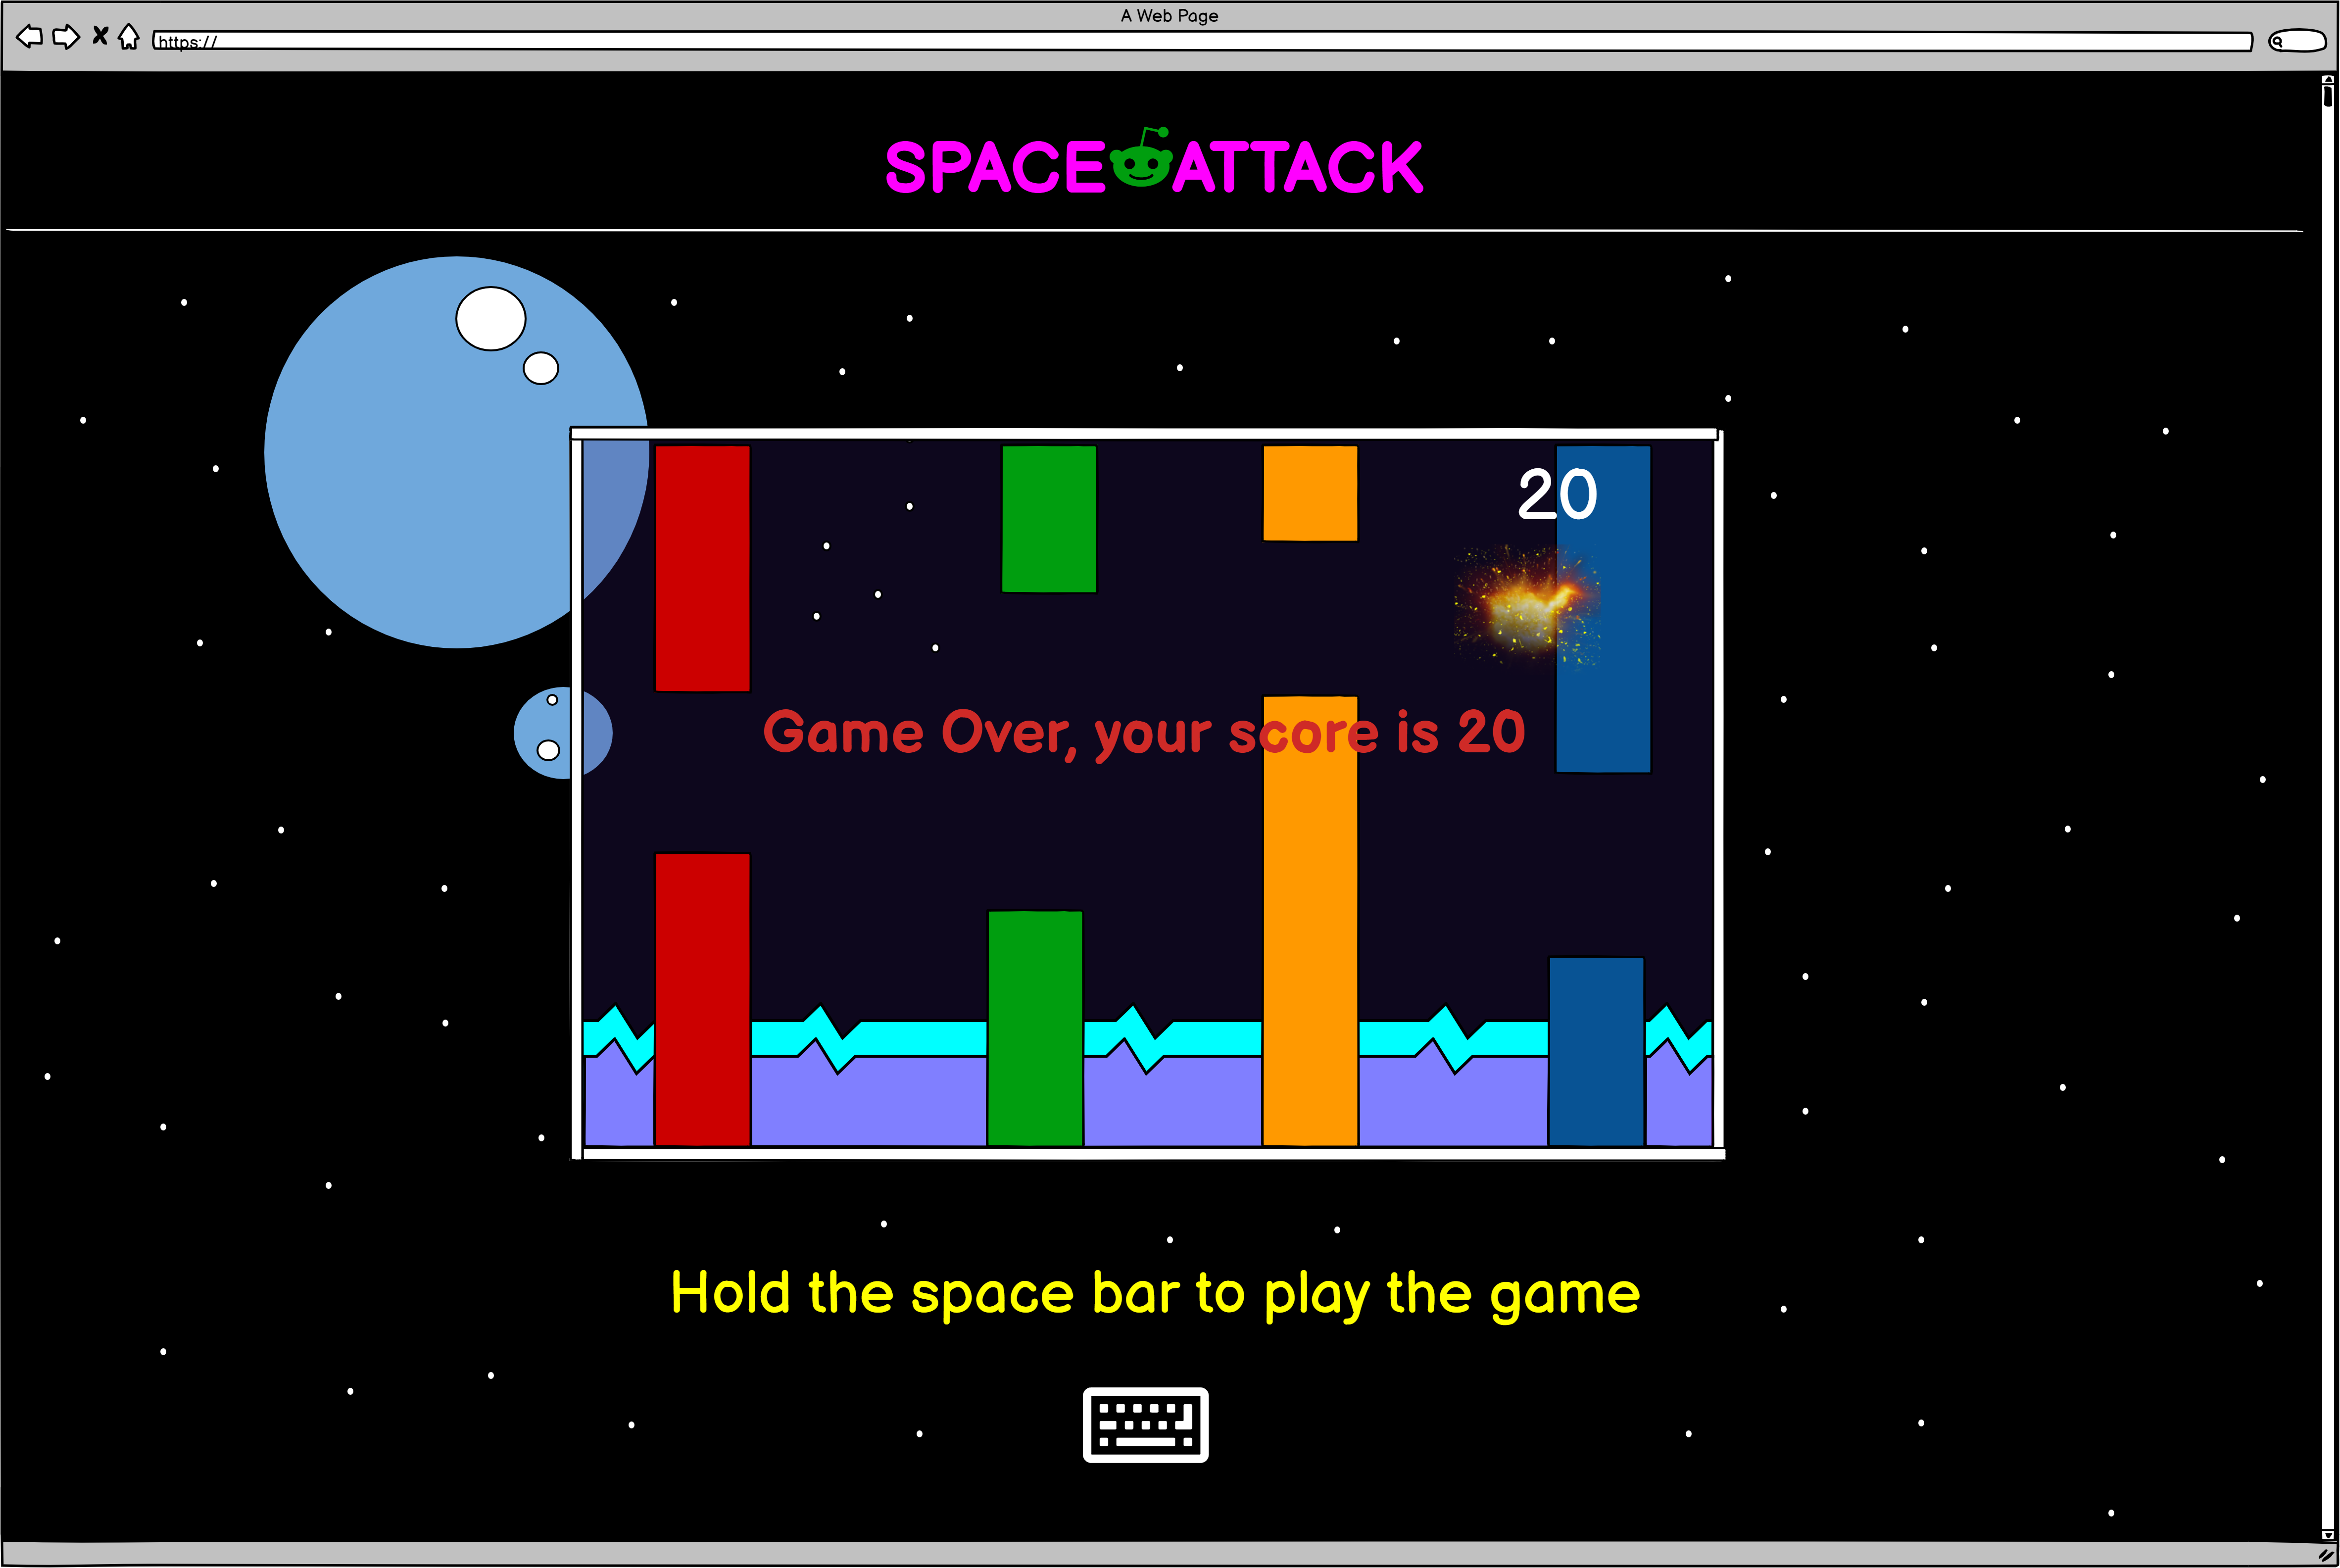 A Web Page
https://
SPACE ATTACK
20
Game Over, your score is 20
Hold the space bar to play the game